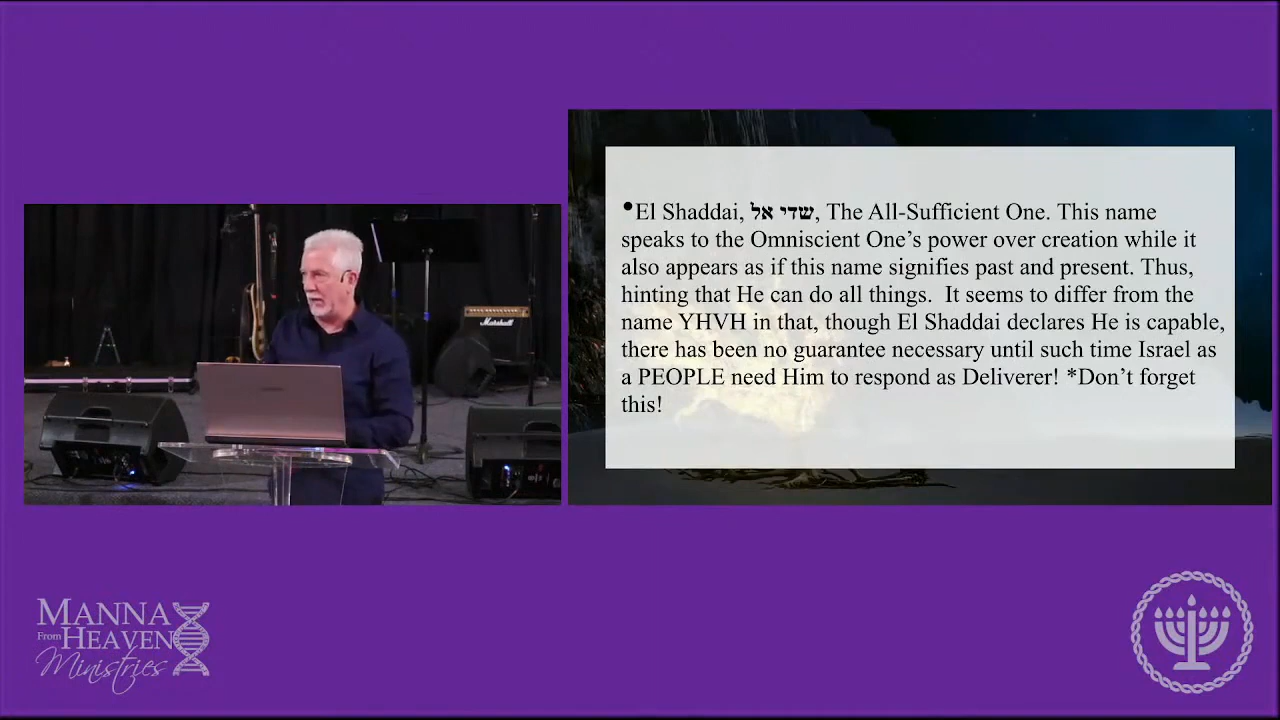 •El Shaddai, שדי אל, The All-Sufficient One. This name
speaks to the Omniscient One’s power over creation while it
also appears as if this name signifies past and present. Thus,
hinting that He can do all things.  It seems to differ from the
name YHVH in that, though El Shaddai declares He is capable,
there has been no guarantee necessary until such time Israel as
a PEOPLE need Him to respond as Deliverer! *Don’t forget
this!
Marshall
MANNA
From HEAVEN
Ministries